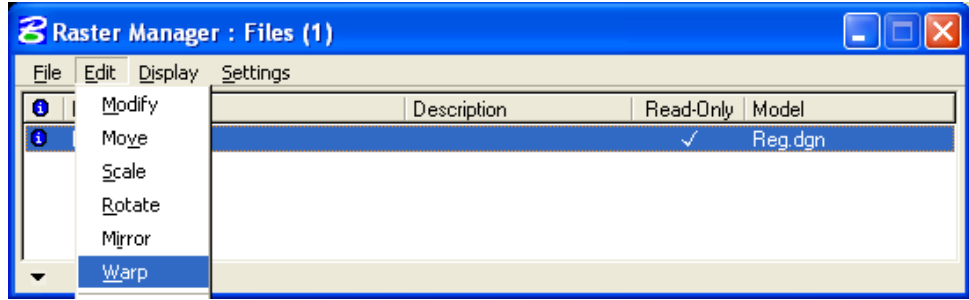 Raster Manager : Files (1)
File Edit Display Settings
Description Read-Only Model
Modify
Reg.dgn
Move
Scale
Rotate
Mirror
Warp